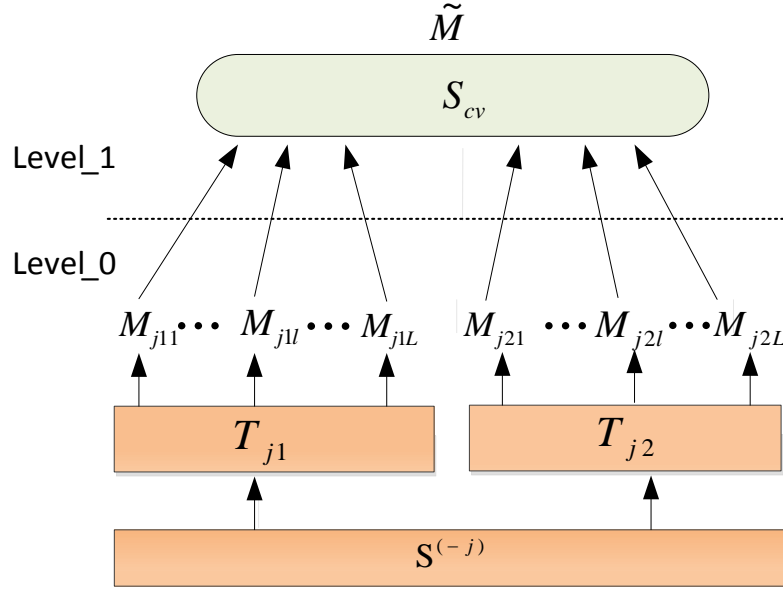 M̃
S_cv
Level_1
Level_0
M_j11 ••• M_j1l ••• M_j1L M_j21 ••• M_j2l ••• M_j2L
T_j1 T_j2
S^(-j)